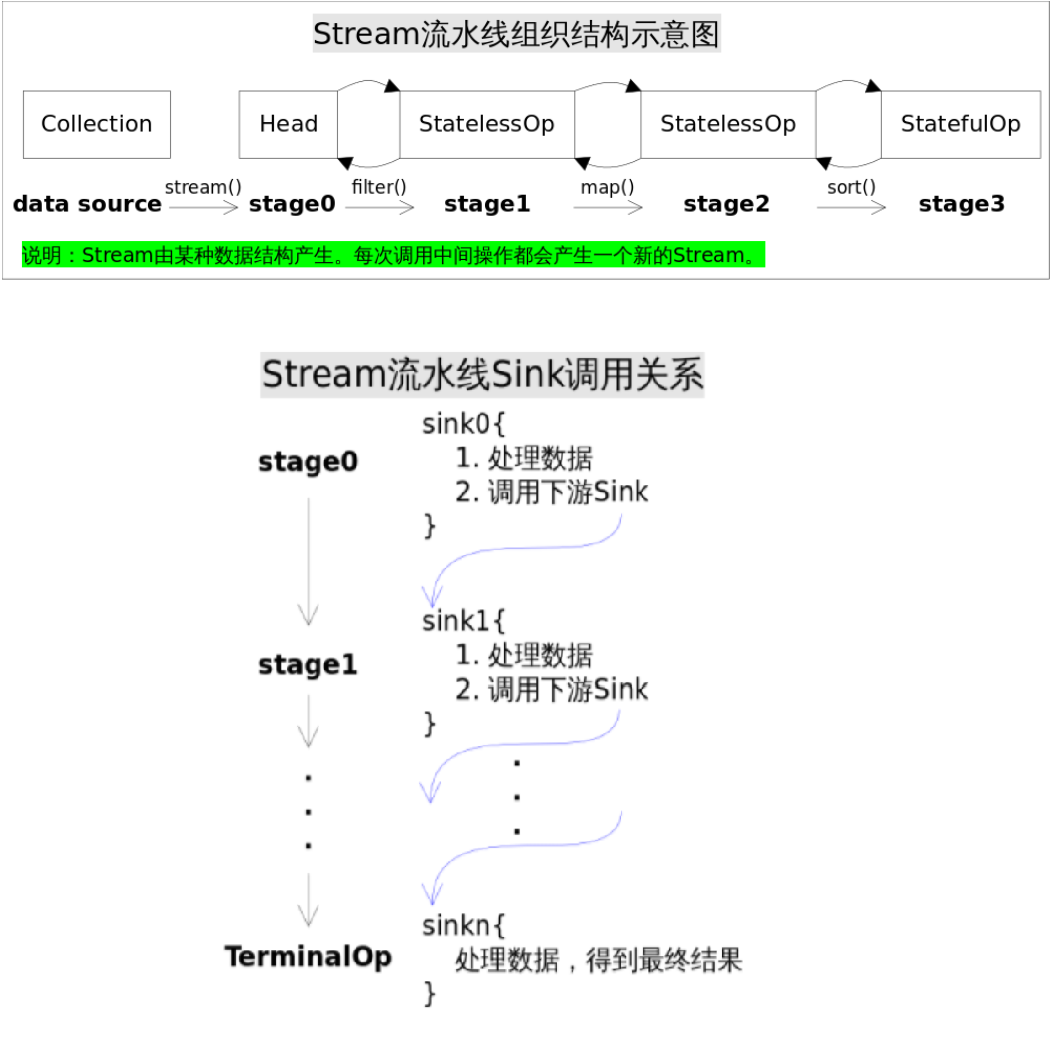 Stream流水线组织结构示意图
Collection Head StatelessOp StatelessOp StatefulOp
stream() filter() map() sort()
data source stage0 stage1 stage2 stage3
说明：Stream由某种数据结构产生。每次调用中间操作都会产生一个新的Stream。
Stream流水线Sink调用关系
sink0{
stage0 1. 处理数据
2. 调用下游Sink
}
sink1{
stage1 1. 处理数据
2. 调用下游Sink
}
sinkn{
TerminalOp 处理数据，得到最终结果
}